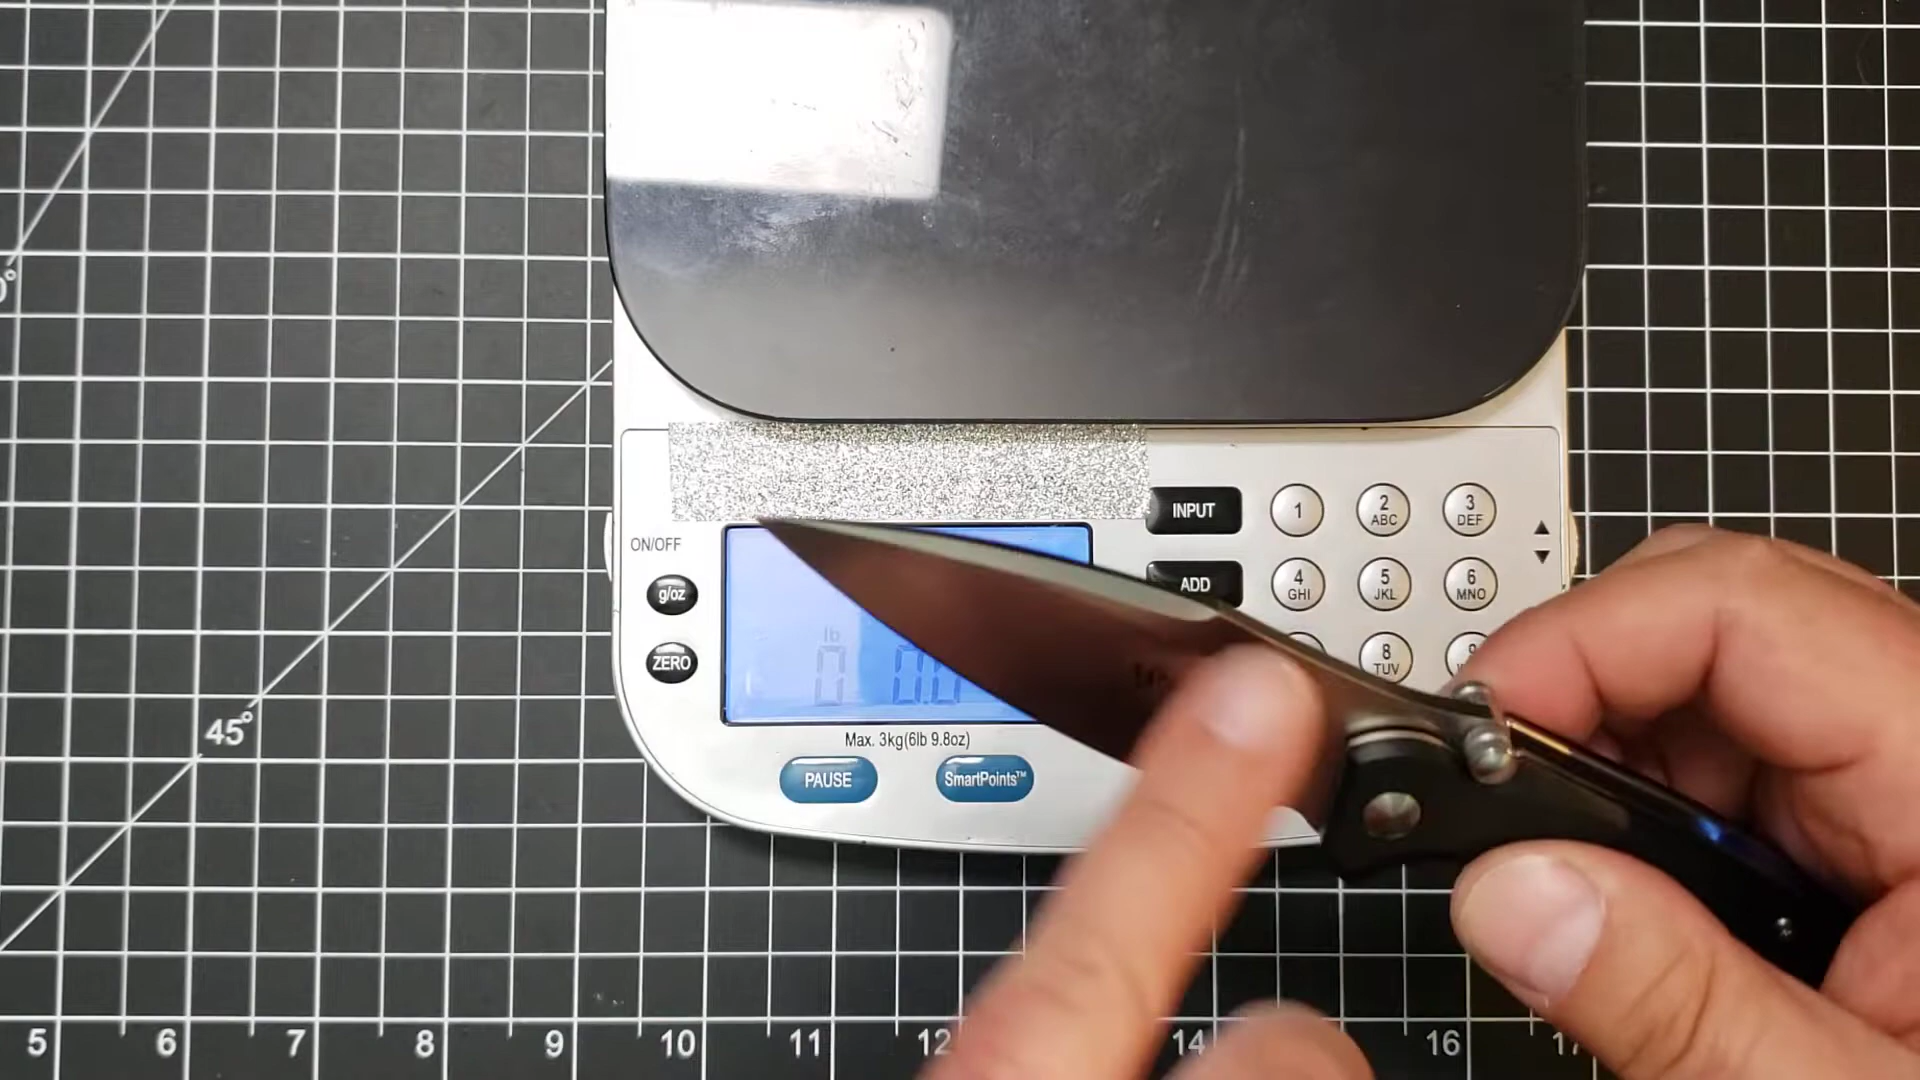 INPUT
1
2
ABC
3
DEF
ON/OFF
g/oz
ADD
4
GHI
5
JKL
6
MNO
lb
0 0.0
ZERO
8
TUV
9
45°
Max. 3kg(6lb 9.8oz)
PAUSE
SmartPoints™
5 6 7 8 9 10 11 12 14 16 17